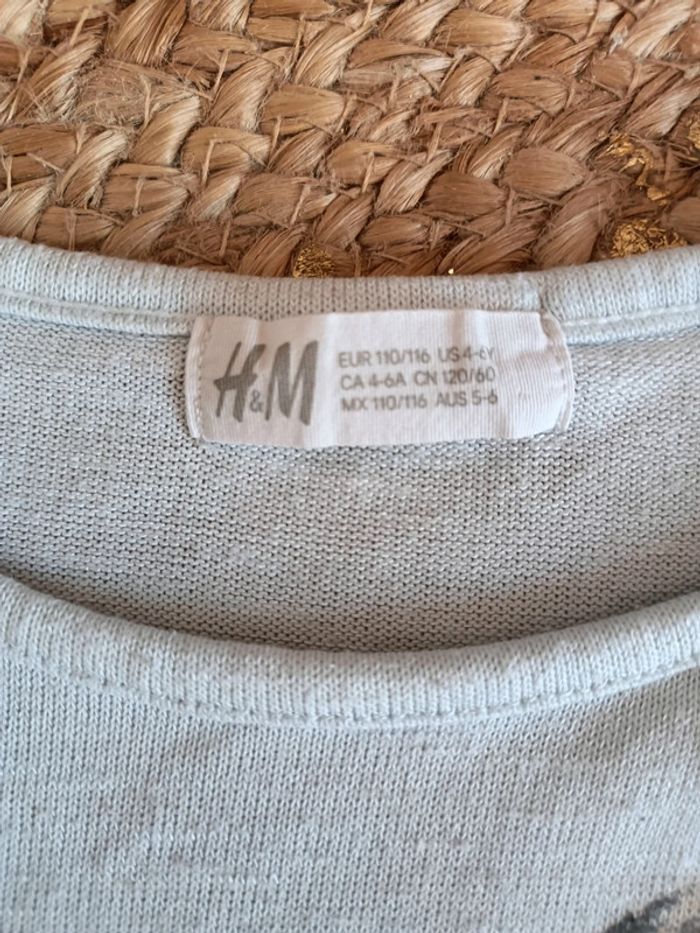 H&M
EUR 110/116 US 4-6Y
CA 4-6A CN 120/60
MX 110/116 AUS 5-6